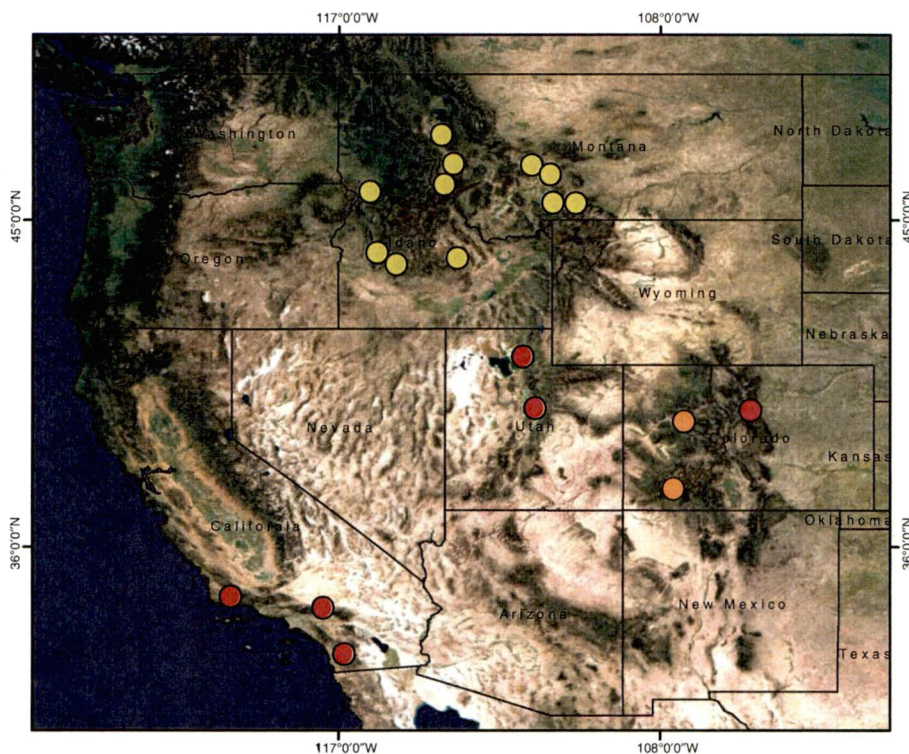 117°0'0"W 108°0'0"W
Washington
Montana
North Dakota
45°0'0"N 45°0'0"N
Idaho
Oregon
South Dakota
Wyoming
Nebraska
Nevada
Utah
Colorado
Kansas
California
Oklahoma
36°0'0"N 36°0'0"N
Arizona
New Mexico
Texas
117°0'0"W 108°0'0"W